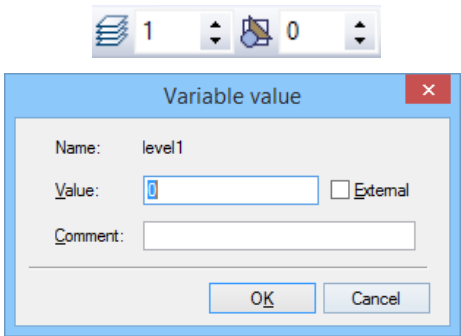 1 0
Variable value
Name: level1
Value: 0 External
Comment:
OK Cancel